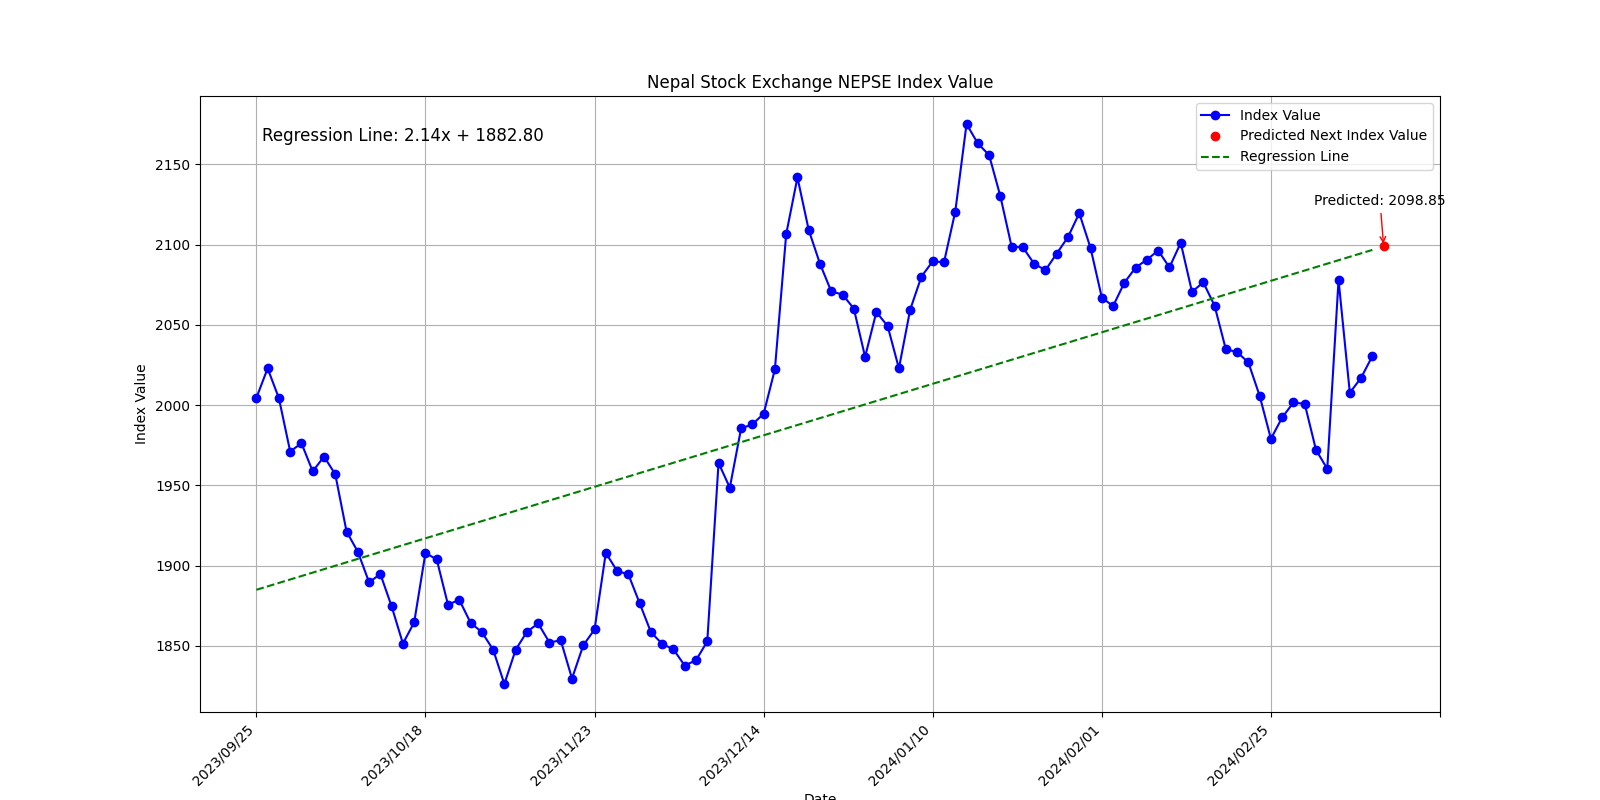 Nepal Stock Exchange NEPSE Index Value
Regression Line: 2.14x + 1882.80
Index Value
Predicted Next Index Value
Regression Line
Predicted: 2098.85
Index Value
2150
2100
2050
2000
1950
1900
1850
2023/09/25
2023/10/18
2023/11/23
2023/12/14
2024/01/10
2024/02/01
2024/02/25
Date